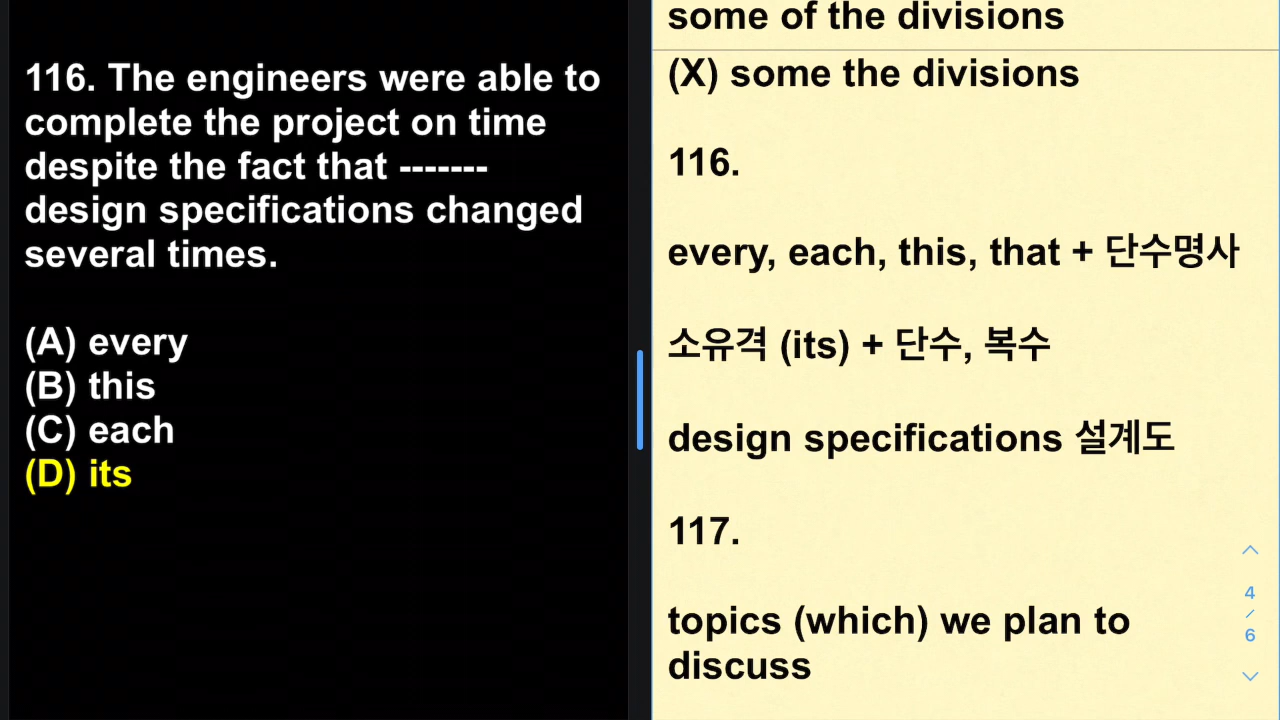 116. The engineers were able to
complete the project on time
despite the fact that -------
design specifications changed
several times.
(A) every
(B) this
(C) each
(D) its
some of the divisions
(X) some the divisions
116.
every, each, this, that + 단수명사
소유격 (its) + 단수, 복수
design specifications 설계도
117.
topics (which) we plan to
discuss
4
/
6